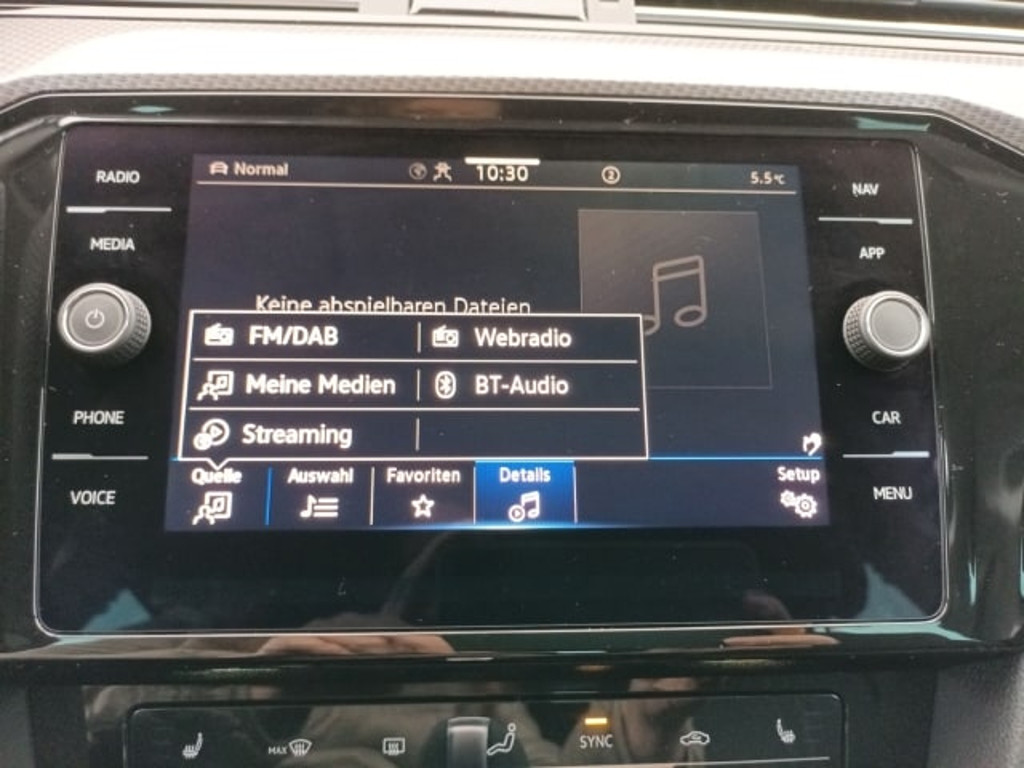 RADIO
MEDIA
PHONE
VOICE
Normal
10:30
2
5.5°C
Keine abspielbaren Dateien
FM/DAB
Webradio
Meine Medien
BT-Audio
Streaming
Quelle
Auswahl
Favoriten
Details
Setup
NAV
APP
CAR
MENU
MAX
SYNC